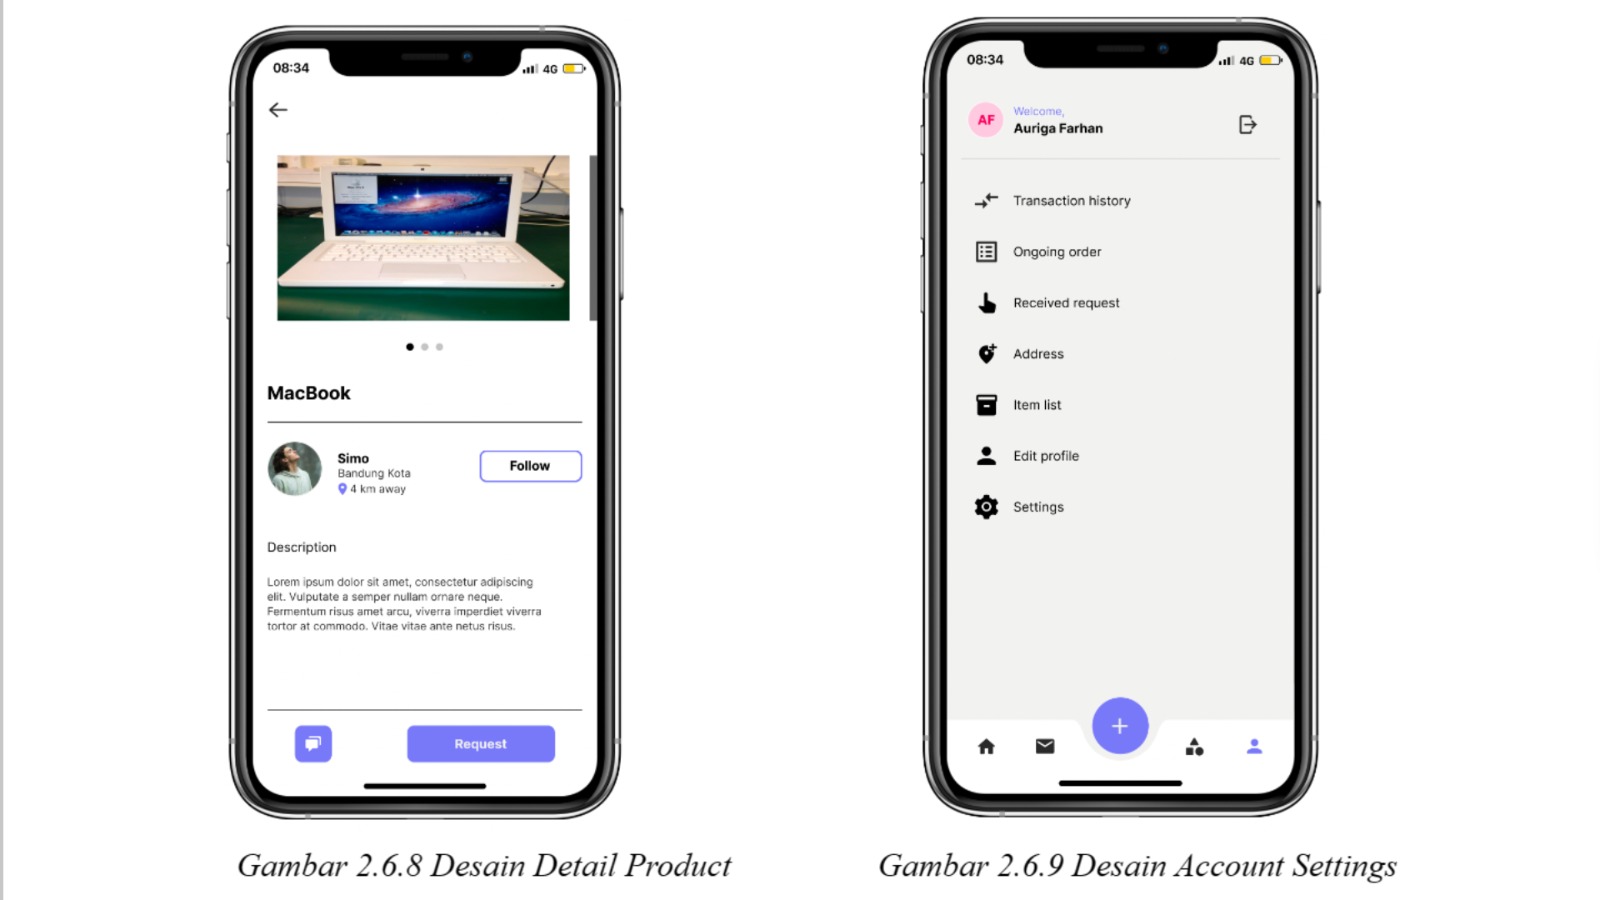 08:34
4G
MacBook
Simo
Bandung Kota
4 km away
Follow
Description
Lorem ipsum dolor sit amet, consectetur adipiscing
elit. Vulputate a semper nullam ornare neque.
Fermentum risus amet arcu, viverra imperdiet viverra
tortor at commodo. Vitae vitae ante netus risus.
Request
Gambar 2.6.8 Desain Detail Product
08:34
4G
AF
Welcome,
Auriga Farhan
Transaction history
Ongoing order
Received request
Address
Item list
Edit profile
Settings
Gambar 2.6.9 Desain Account Settings